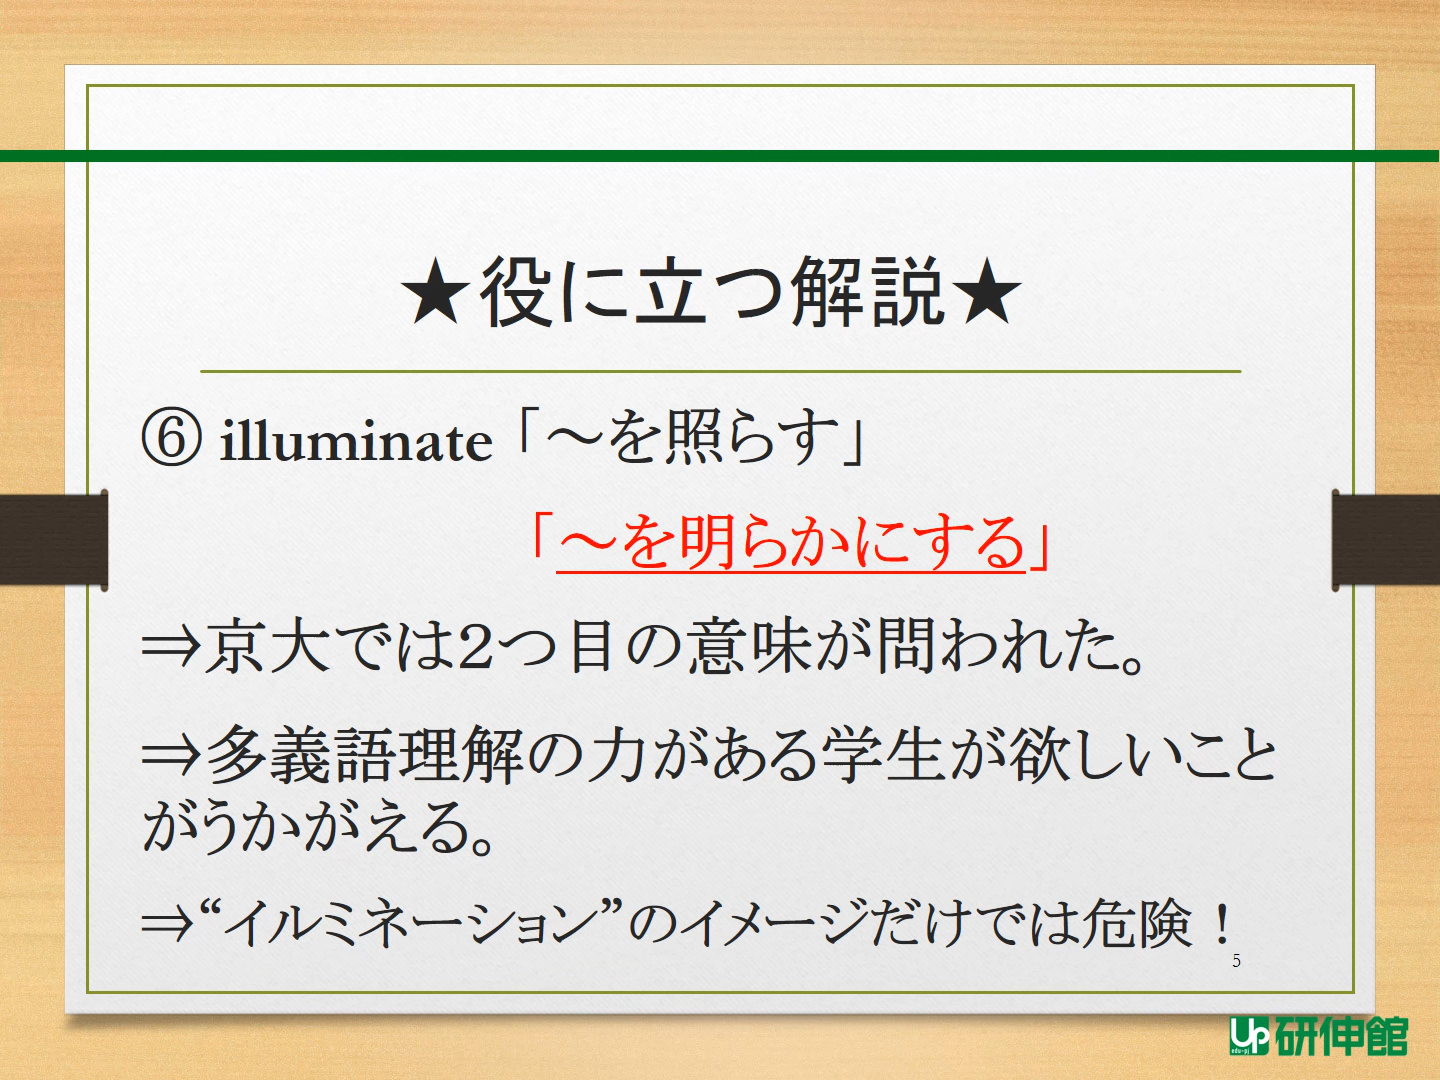 ★役に立つ解説★
⑥ illuminate「～を照らす」
「～を明らかにする」
⇒京大では２つ目の意味が問われた。
⇒多義語理解の力がある学生が欲しいこと
がうかがえる。
⇒“イルミネーション”のイメージだけでは危険！
5
Up 研伸館
edu-pj